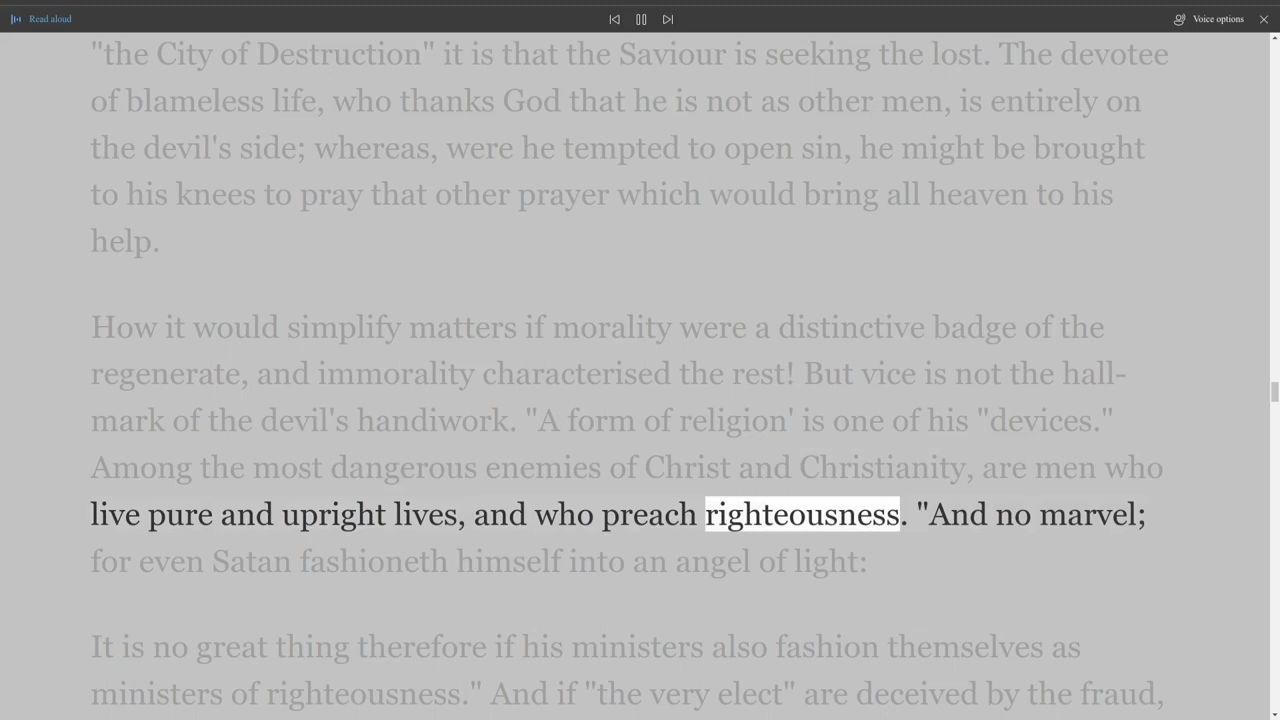 Read aloud
Voice options
"the City of Destruction" it is that the Saviour is seeking the lost. The devotee
of blameless life, who thanks God that he is not as other men, is entirely on
the devil's side; whereas, were he tempted to open sin, he might be brought
to his knees to pray that other prayer which would bring all heaven to his
help.
How it would simplify matters if morality were a distinctive badge of the
regenerate, and immorality characterised the rest! But vice is not the hall-
mark of the devil's handiwork. "A form of religion' is one of his "devices."
Among the most dangerous enemies of Christ and Christianity, are men who
live pure and upright lives, and who preach righteousness. "And no marvel;
for even Satan fashioneth himself into an angel of light:
It is no great thing therefore if his ministers also fashion themselves as
ministers of righteousness." And if "the very elect" are deceived by the fraud,